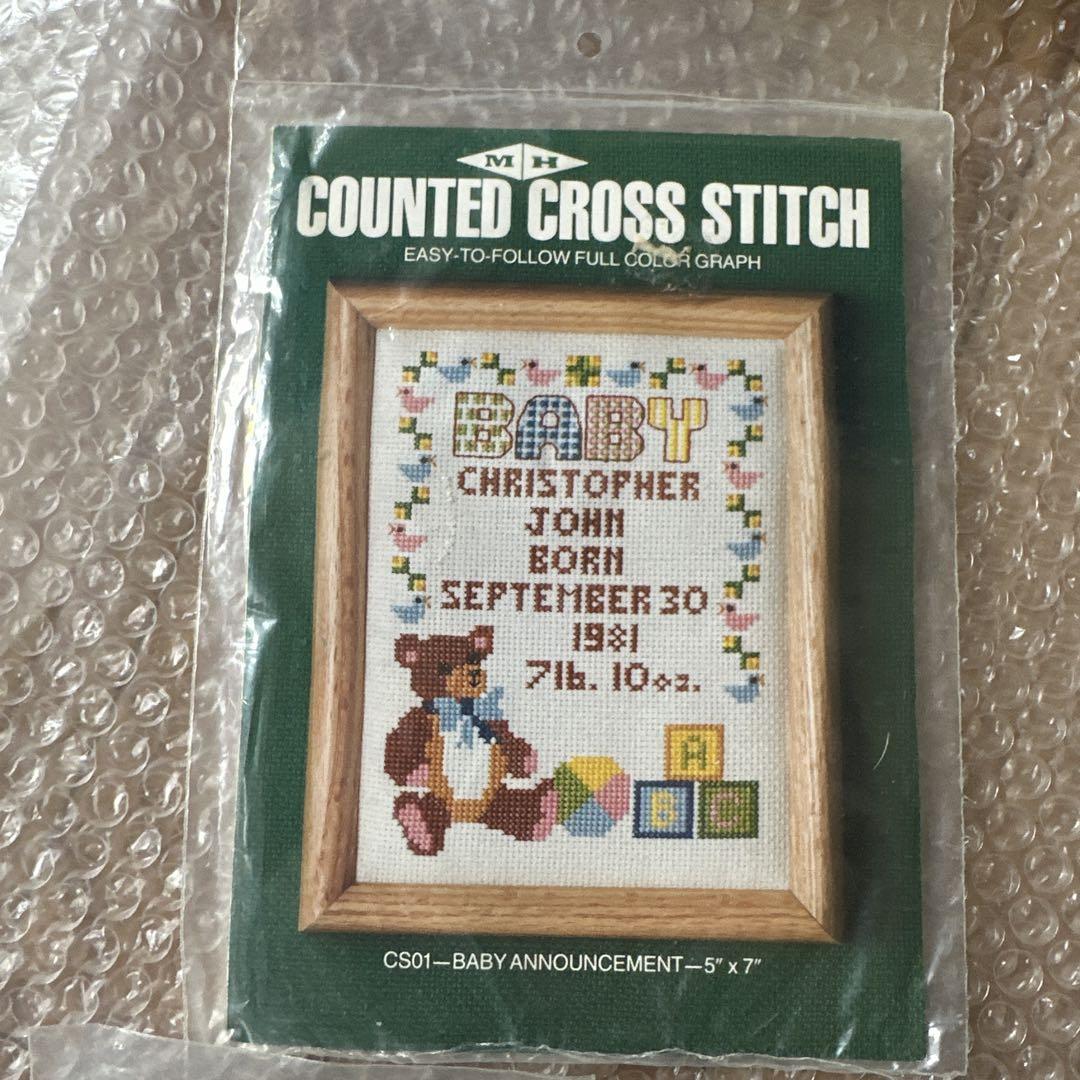 MH
COUNTED CROSS STITCH
EASY-TO-FOLLOW FULL COLOR GRAPH
BABY
CHRISTOPHER
JOHN
BORN
SEPTEMBER 30
1981
7lb. 10oz.
A
B C
CS01—BABY ANNOUNCEMENT—5" x 7"